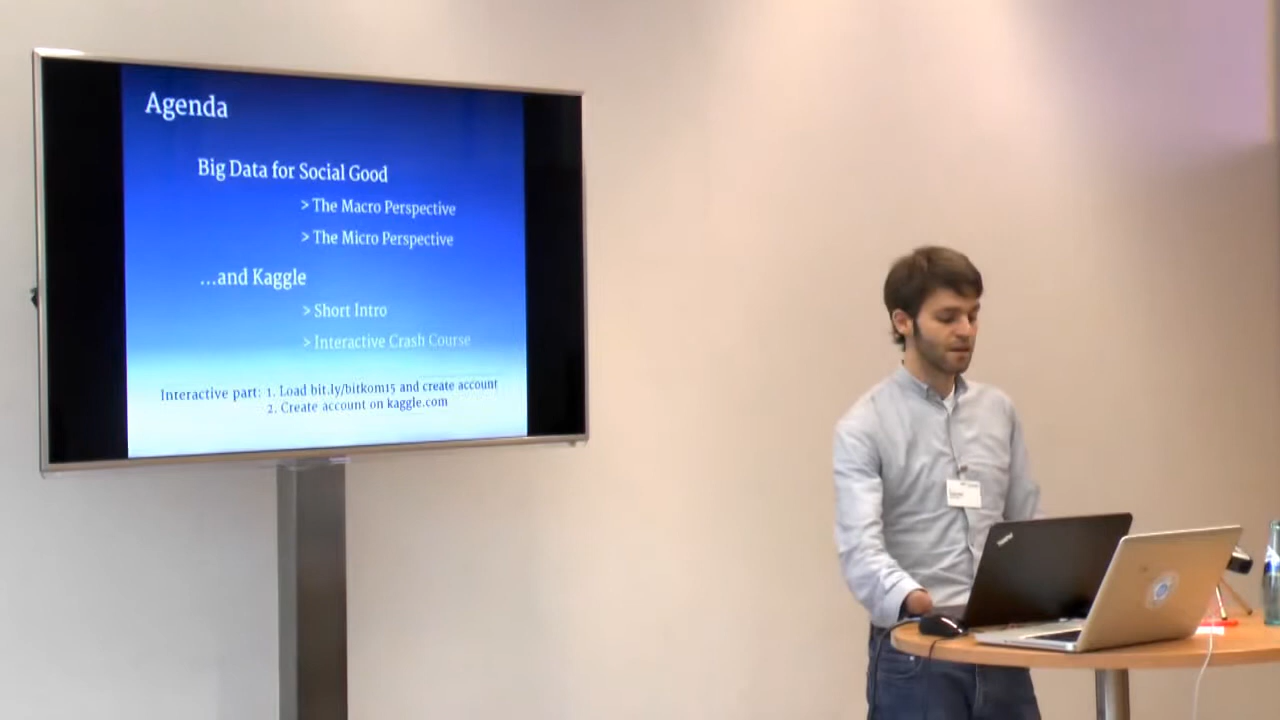 Agenda
Big Data for Social Good
> The Macro Perspective
> The Micro Perspective
...and Kaggle
> Short Intro
> Interactive Crash Course
Interactive part: 1. Load bit.ly/bitkom15 and create account
2. Create account on kaggle.com
ThinkPad